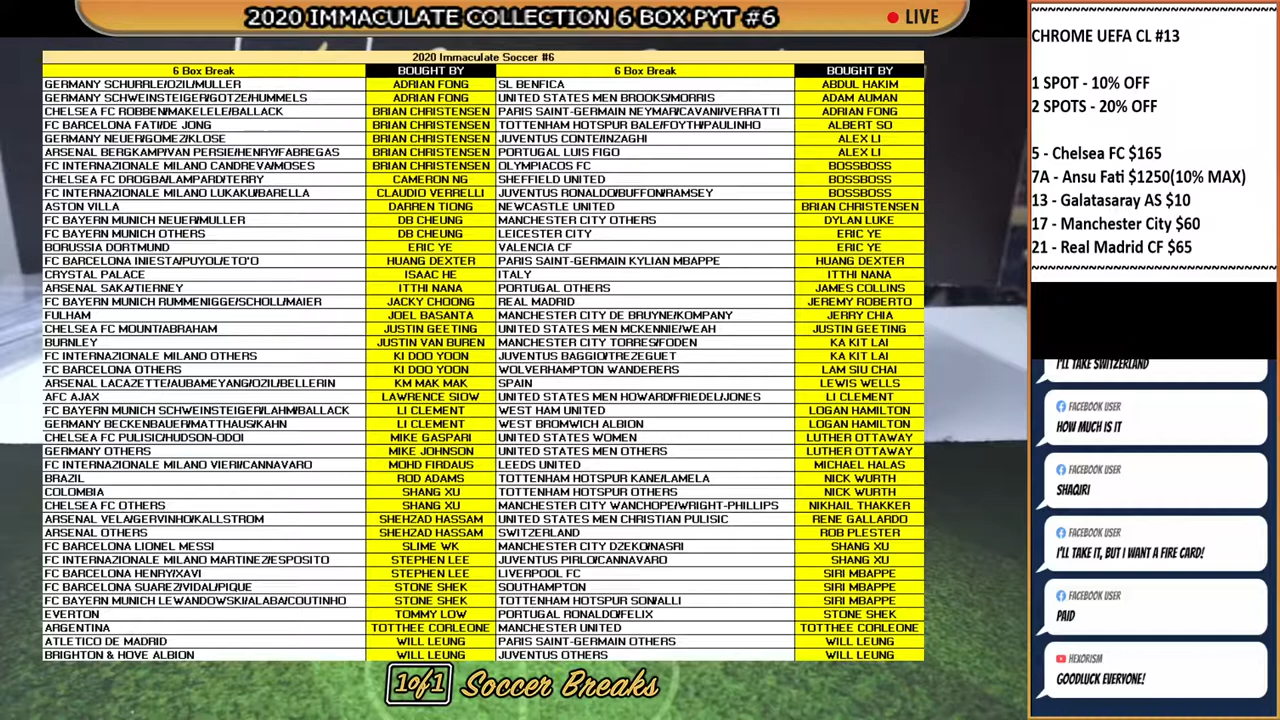 2020 IMMACULATE COLLECTION 6 BOX PYT #6
LIVE
2020 Immaculate Soccer #6
6 Box Break BOUGHT BY 6 Box Break BOUGHT BY
GERMANY SCHURRLE/OZIL/MULLER ADRIAN FONG SL BENFICA ABDUL HAKIM
GERMANY SCHWEINSTEIGER/GOTZE/HUMMELS ADRIAN FONG UNITED STATES MEN BROOKS/MORRIS ADAM AUMAN
CHELSEA FC ROBBEN/MAKELELE/BALLACK BRIAN CHRISTENSEN PARIS SAINT-GERMAIN NEYMAR/CAVANI/VERRATTI ADRIAN FONG
FC BARCELONA FATI/DE JONG BRIAN CHRISTENSEN TOTTENHAM HOTSPUR BALE/FOYTH/PAULINHO ALBERT SO
GERMANY NEUER/GOMEZ/KLOSE BRIAN CHRISTENSEN JUVENTUS CONTE/INZAGHI ALEX LI
ARSENAL BERGKAMP/VAN PERSIE/HENRY/FABREGAS BRIAN CHRISTENSEN PORTUGAL LUIS FIGO ALEX LI
FC INTERNAZIONALE MILANO CANDREVA/MOSES BRIAN CHRISTENSEN OLYMPIACOS FC BOSSBOSS
CHELSEA FC DROGBA/LAMPARD/TERRY CAMERON NG SHEFFIELD UNITED BOSSBOSS
FC INTERNAZIONALE MILANO LUKAKU/BARELLA CLAUDIO VERRELLI JUVENTUS RONALDO/BUFFON/RAMSEY BOSSBOSS
ASTON VILLA DARREN TIONG NEWCASTLE UNITED BRIAN CHRISTENSEN
FC BAYERN MUNICH NEUER/MULLER DB CHEUNG MANCHESTER CITY OTHERS DYLAN LUKE
FC BAYERN MUNICH OTHERS DB CHEUNG LEICESTER CITY ERIC YE
BORUSSIA DORTMUND ERIC YE VALENCIA CF ERIC YE
FC BARCELONA INIESTA/PUYOL/ETO'O HUANG DEXTER PARIS SAINT-GERMAIN KYLIAN MBAPPE HUANG DEXTER
CRYSTAL PALACE ISAAC HE ITALY ITTHI NANA
ARSENAL SAKA/TIERNEY ITTHI NANA PORTUGAL OTHERS JAMES COLLINS
FC BAYERN MUNICH RUMMENIGGE/SCHOLL/MAIER JACKY CHOONG REAL MADRID JEREMY ROBERTO
FULHAM JOEL BASANTA MANCHESTER CITY DE BRUYNE/KOMPANY JERRY CHIA
CHELSEA FC MOUNT/ABRAHAM JUSTIN GEETING UNITED STATES MEN MCKENNIE/WEAH JUSTIN GEETING
BURNLEY JUSTIN VAN BUREN MANCHESTER CITY TORRES/FODEN KA KIT LAI
FC INTERNAZIONALE MILANO OTHERS KI DOO YOON JUVENTUS BAGGIO/TREZEGUET KA KIT LAI
FC BARCELONA OTHERS KI DOO YOON WOLVERHAMPTON WANDERERS LAM SIU CHAI
ARSENAL LACAZETTE/AUBAMEYANG/OZIL/BELLERIN KM MAK MAK SPAIN LEWIS WELLS
AFC AJAX LAWRENCE SIOW UNITED STATES MEN HOWARD/FRIEDEL/JONES LI CLEMENT
FC BAYERN MUNICH SCHWEINSTEIGER/LAHM/BALLACK LI CLEMENT WEST HAM UNITED LOGAN HAMILTON
GERMANY BECKENBAUER/MATTHAUS/KAHN LI CLEMENT WEST BROMWICH ALBION LOGAN HAMILTON
CHELSEA FC PULISIC/HUDSON-ODOI MIKE GASPARI UNITED STATES WOMEN LUTHER OTTAWAY
GERMANY OTHERS MIKE JOHNSON UNITED STATES MEN OTHERS LUTHER OTTAWAY
FC INTERNAZIONALE MILANO VIERI/CANNAVARO MOHD FIRDAUS LEEDS UNITED MICHAEL HALAS
BRAZIL ROD ADAMS TOTTENHAM HOTSPUR KANE/LAMELA NICK WURTH
COLOMBIA SHANG XU TOTTENHAM HOTSPUR OTHERS NICK WURTH
CHELSEA FC OTHERS SHANG XU MANCHESTER CITY WANCHOPE/WRIGHT-PHILLIPS NIKHAIL THAKKER
ARSENAL VELA/GERVINHO/KALLSTROM SHEHZAD HASSAM UNITED STATES MEN CHRISTIAN PULISIC RENE GALLARDO
ARSENAL OTHERS SHEHZAD HASSAM SWITZERLAND ROB PLESTER
FC BARCELONA LIONEL MESSI SLIME WK MANCHESTER CITY DZEKO/NASRI SHANG XU
FC INTERNAZIONALE MILANO MARTINEZ/ESPOSITO STEPHEN LEE JUVENTUS PIRLO/CANNAVARO SHANG XU
FC BARCELONA HENRY/XAVI STEPHEN LEE LIVERPOOL FC SIRI MBAPPE
FC BARCELONA SUAREZ/VIDAL/PIQUE STONE SHEK SOUTHAMPTON SIRI MBAPPE
FC BAYERN MUNICH LEWANDOWSKI/ALABA/COUTINHO STONE SHEK TOTTENHAM HOTSPUR SON/ALLI SIRI MBAPPE
EVERTON TOMMY LOW PORTUGAL RONALDO/FELIX STONE SHEK
ARGENTINA TOTTHEE CORLEONE MANCHESTER UNITED TOTTHEE CORLEONE
ATLETICO DE MADRID WILL LEUNG PARIS SAINT-GERMAIN OTHERS WILL LEUNG
BRIGHTON & HOVE ALBION WILL LEUNG JUVENTUS OTHERS WILL LEUNG
1of1 Soccer Breaks
CHROME UEFA CL #13
1 SPOT - 10% OFF
2 SPOTS - 20% OFF
5 - Chelsea FC $165
7A - Ansu Fati $1250(10% MAX)
13 - Galatasaray AS $10
17 - Manchester City $60
21 - Real Madrid CF $65
I'LL TAKE SWITZERLAND
FACEBOOK USER
HOW MUCH IS IT
FACEBOOK USER
SHAQIRI
FACEBOOK USER
I'LL TAKE IT, BUT I WANT A FIRE CARD!
FACEBOOK USER
PAID
HEXORISM
GOODLUCK EVERYONE!